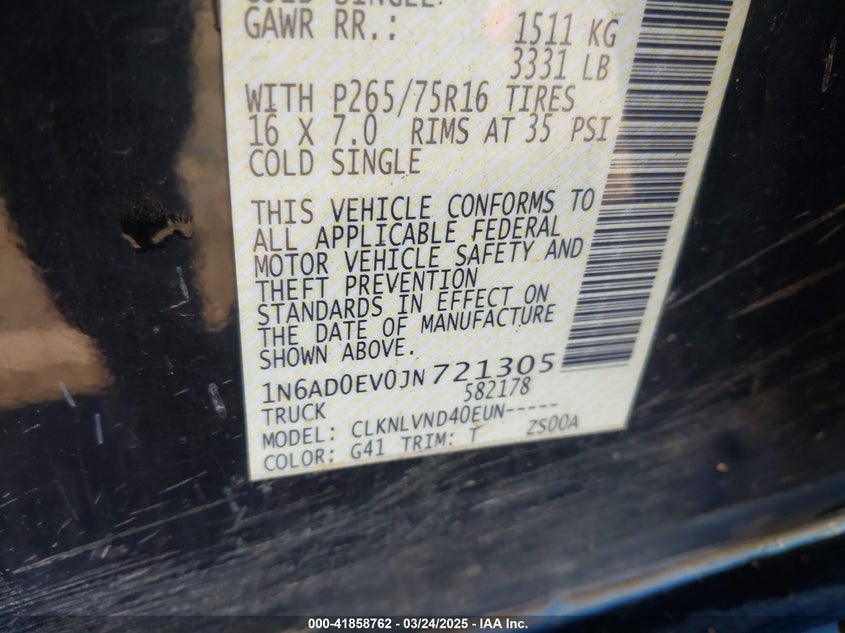 COLD SINGLE.
GAWR RR.: 1511 KG
3331 LB
WITH P265/75R16 TIRES
16 X 7.0 RIMS AT 35 PSI
COLD SINGLE
THIS VEHICLE CONFORMS TO
ALL APPLICABLE FEDERAL
MOTOR VEHICLE SAFETY AND
THEFT PREVENTION
STANDARDS IN EFFECT ON
THE DATE OF MANUFACTURE
SHOWN ABOVE.
1N6AD0EV0JN721305
582178
TRUCK
MODEL: CLKNLVND40EUN-----
COLOR: G41 TRIM: T ZS00A
000-41858762 – 03/24/2025 – IAA Inc.